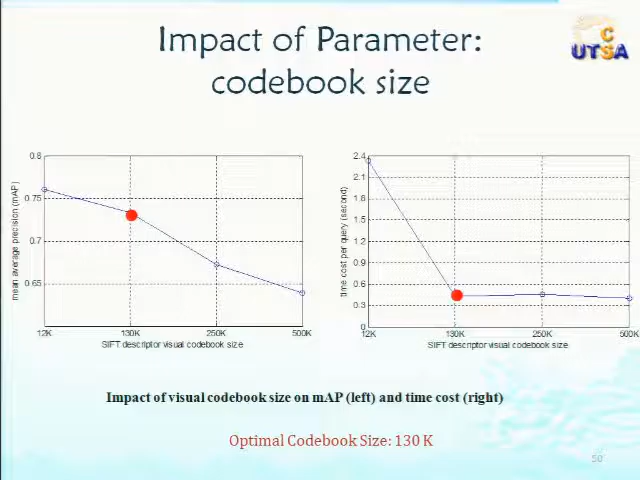 Impact of Parameter:
codebook size
C
UTSA
0.8
0.75
0.7
0.65
mean average precision (mAP)
12K 130K 250K 500K
SIFT descriptor visual codebook size
2.4
2.1
1.8
1.5
1.2
0.9
0.6
0.3
0
time cost per query (second)
12K 130K 250K 500K
SIFT descriptor visual codebook size
Impact of visual codebook size on mAP (left) and time cost (right)
Optimal Codebook Size: 130 K
50